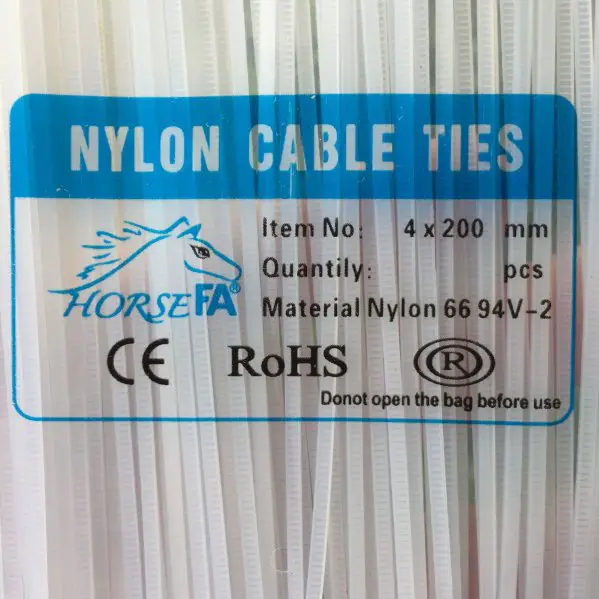 NYLON CABLE TIES
Item No: 4 x 200 mm
Quantily: pcs
HORSE FA®
Material Nylon 66 94V-2
CE RoHS ®
Donot open the bag before use